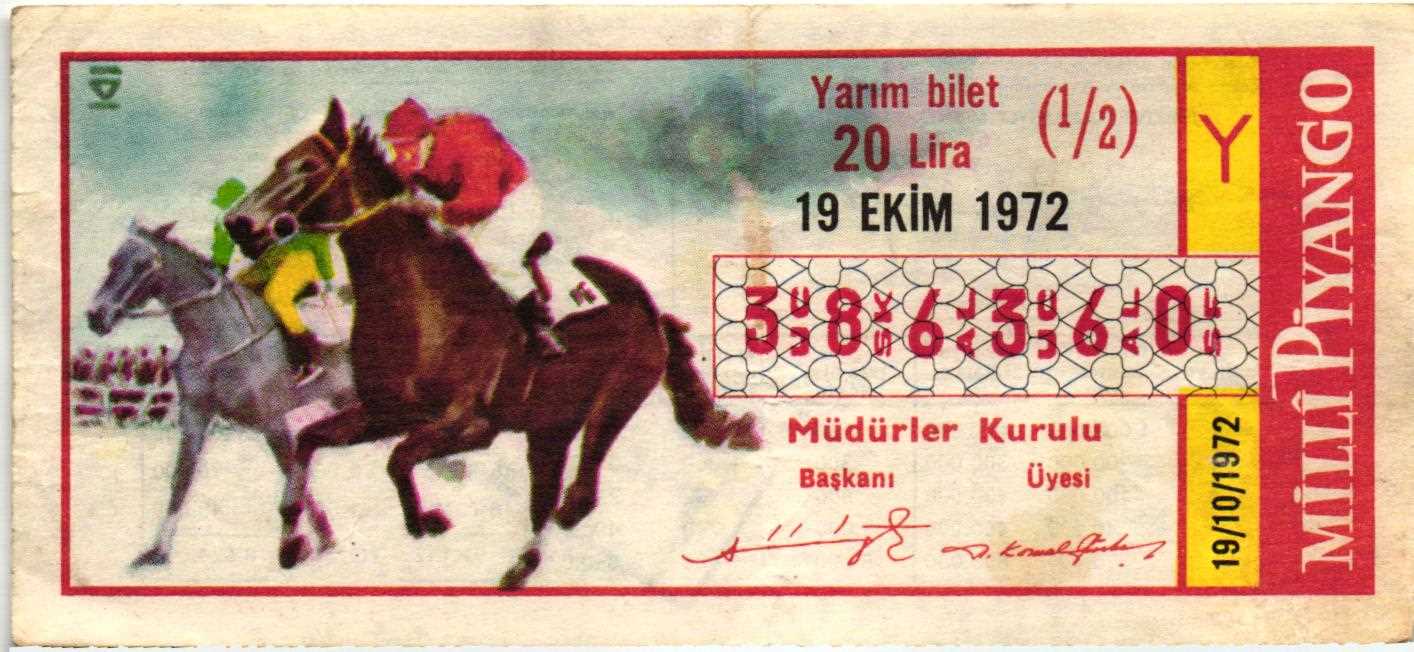 Yarım bilet (1/2)
20 Lira
19 EKİM 1972
Y
386360
Müdürler Kurulu
Başkanı Üyesi
19/10/1972
MİLLÎ PİYANGO